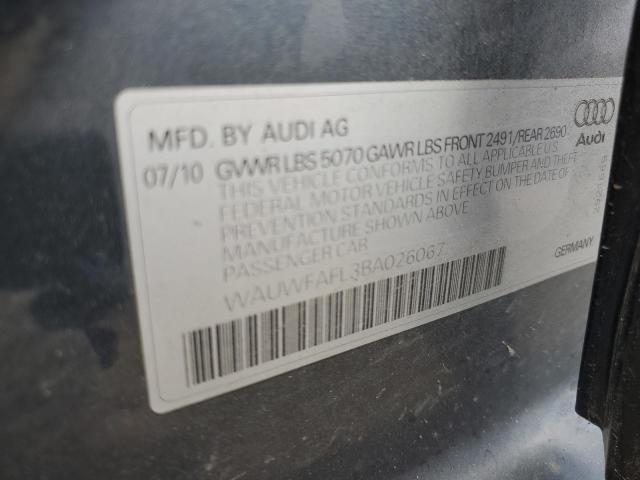 MFD. BY AUDI AG
07/10 GVWR LBS 5070 GAWR LBS FRONT 2491/REAR 2690
THIS VEHICLE CONFORMS TO ALL APPLICABLE US
FEDERAL MOTOR VEHICLE SAFETY BUMPER AND THEFT
PREVENTION STANDARDS IN EFFECT ON THE DATE OF
MANUFACTURE SHOWN ABOVE
PASSENGER CAR
WAUWFAFL3BA026067
Audi